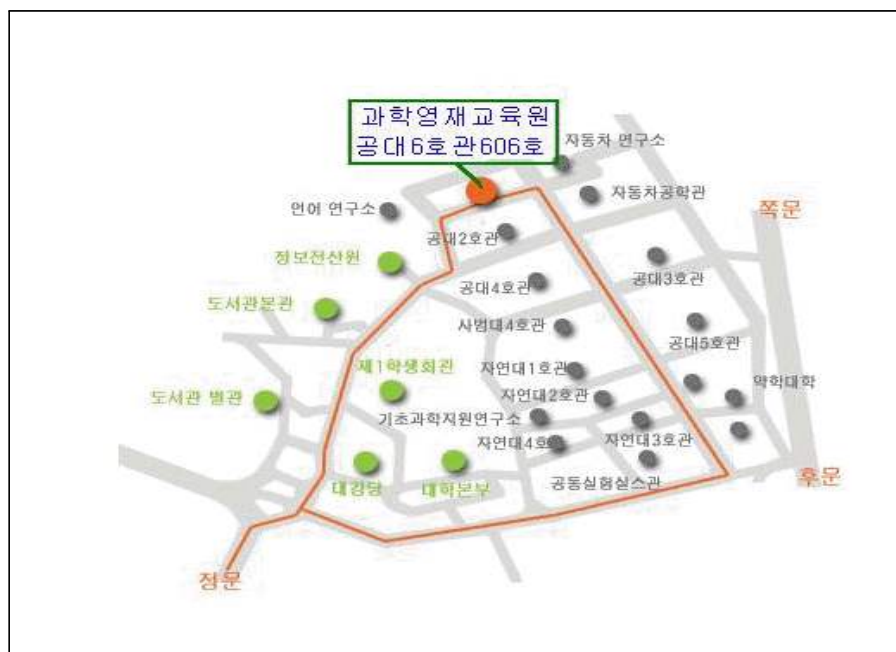 과학영재교육원
공대6호관606호
자동차 연구소
자동차공학관
언어 연구소
쪽문
공대2호관
정보전산원
공대3호관
공대4호관
도서관본관
사범대4호관
공대5호관
제1학생회관
자연대1호관
약학대학
도서관 별관
자연대2호관
기초과학지원연구소
자연대4호
자연대3호관
후문
대강당
대학본부
공동실험실습관
정문